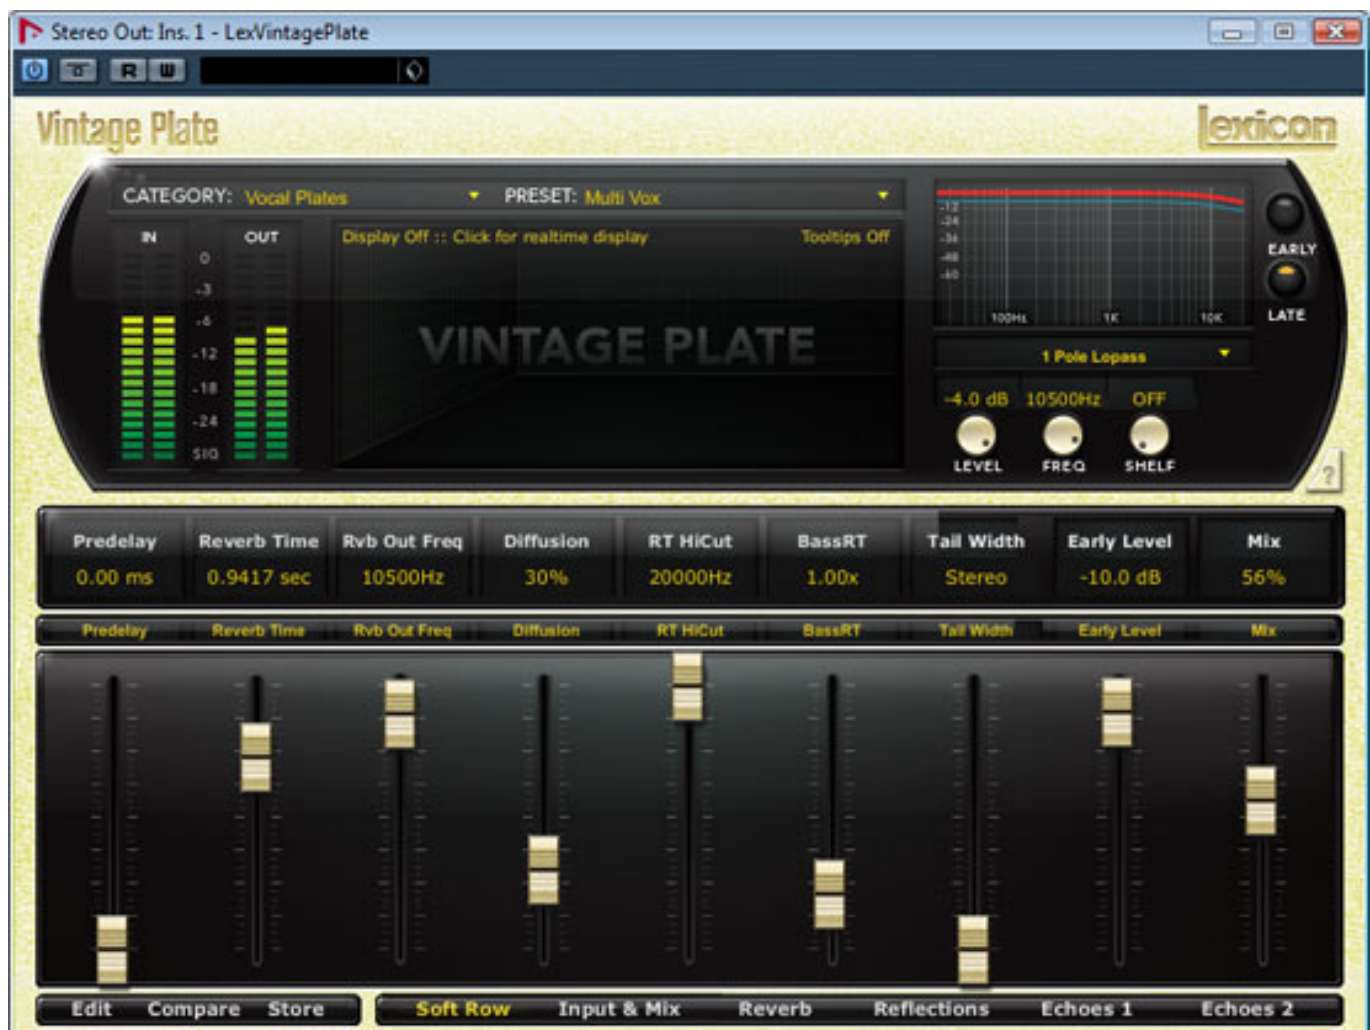 Stereo Out: Ins. 1 - LexVintagePlate
R W
Vintage Plate
lexicon
CATEGORY: Vocal Plates PRESET: Multi Vox
IN OUT
0
-3
-6
-12
-18
-24
SIG
Display Off :: Click for realtime display Tooltips Off
VINTAGE PLATE
-12
-24
-36
-48
-60
100Hz 1K 10K
EARLY
LATE
1 Pole Lopass
-4.0 dB 10500Hz OFF
LEVEL FREQ SHELF
?
Predelay Reverb Time Rvb Out Freq Diffusion RT HiCut BassRT Tail Width Early Level Mix
0.00 ms 0.9417 sec 10500Hz 30% 20000Hz 1.00x Stereo -10.0 dB 56%
Predelay Reverb Time Rvb Out Freq Diffusion RT HiCut BassRT Tail Width Early Level Mix
Edit Compare Store Soft Row Input & Mix Reverb Reflections Echoes 1 Echoes 2